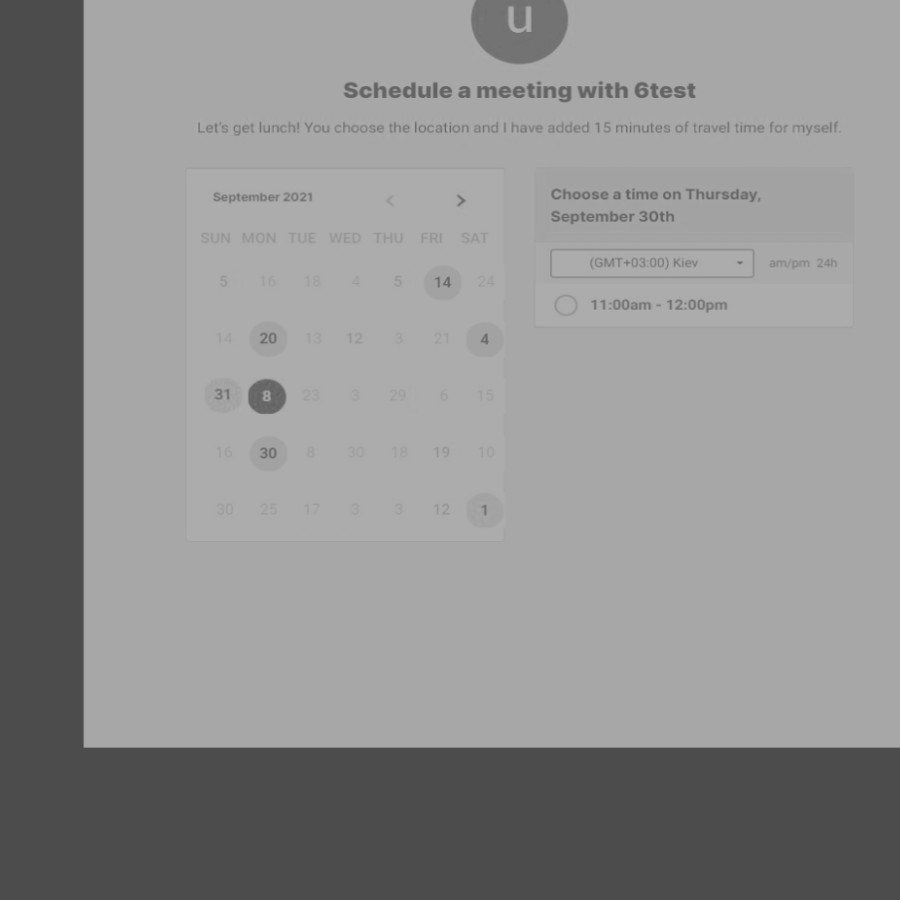 u
Schedule a meeting with 6test
Let's get lunch! You choose the location and I have added 15 minutes of travel time for myself.
September 2021 < >
SUN MON TUE WED THU FRI SAT
5 16 18 4 5 14 24
14 20 13 12 3 21 4
31 8 23 3 29 6 15
16 30 8 30 18 19 10
30 25 17 3 3 12 1
Choose a time on Thursday,
September 30th
(GMT+03:00) Kiev am/pm 24h
11:00am - 12:00pm